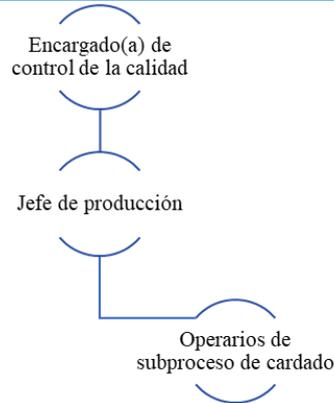 Encargado(a) de
control de la calidad
Jefe de producción
Operarios de
subproceso de cardado